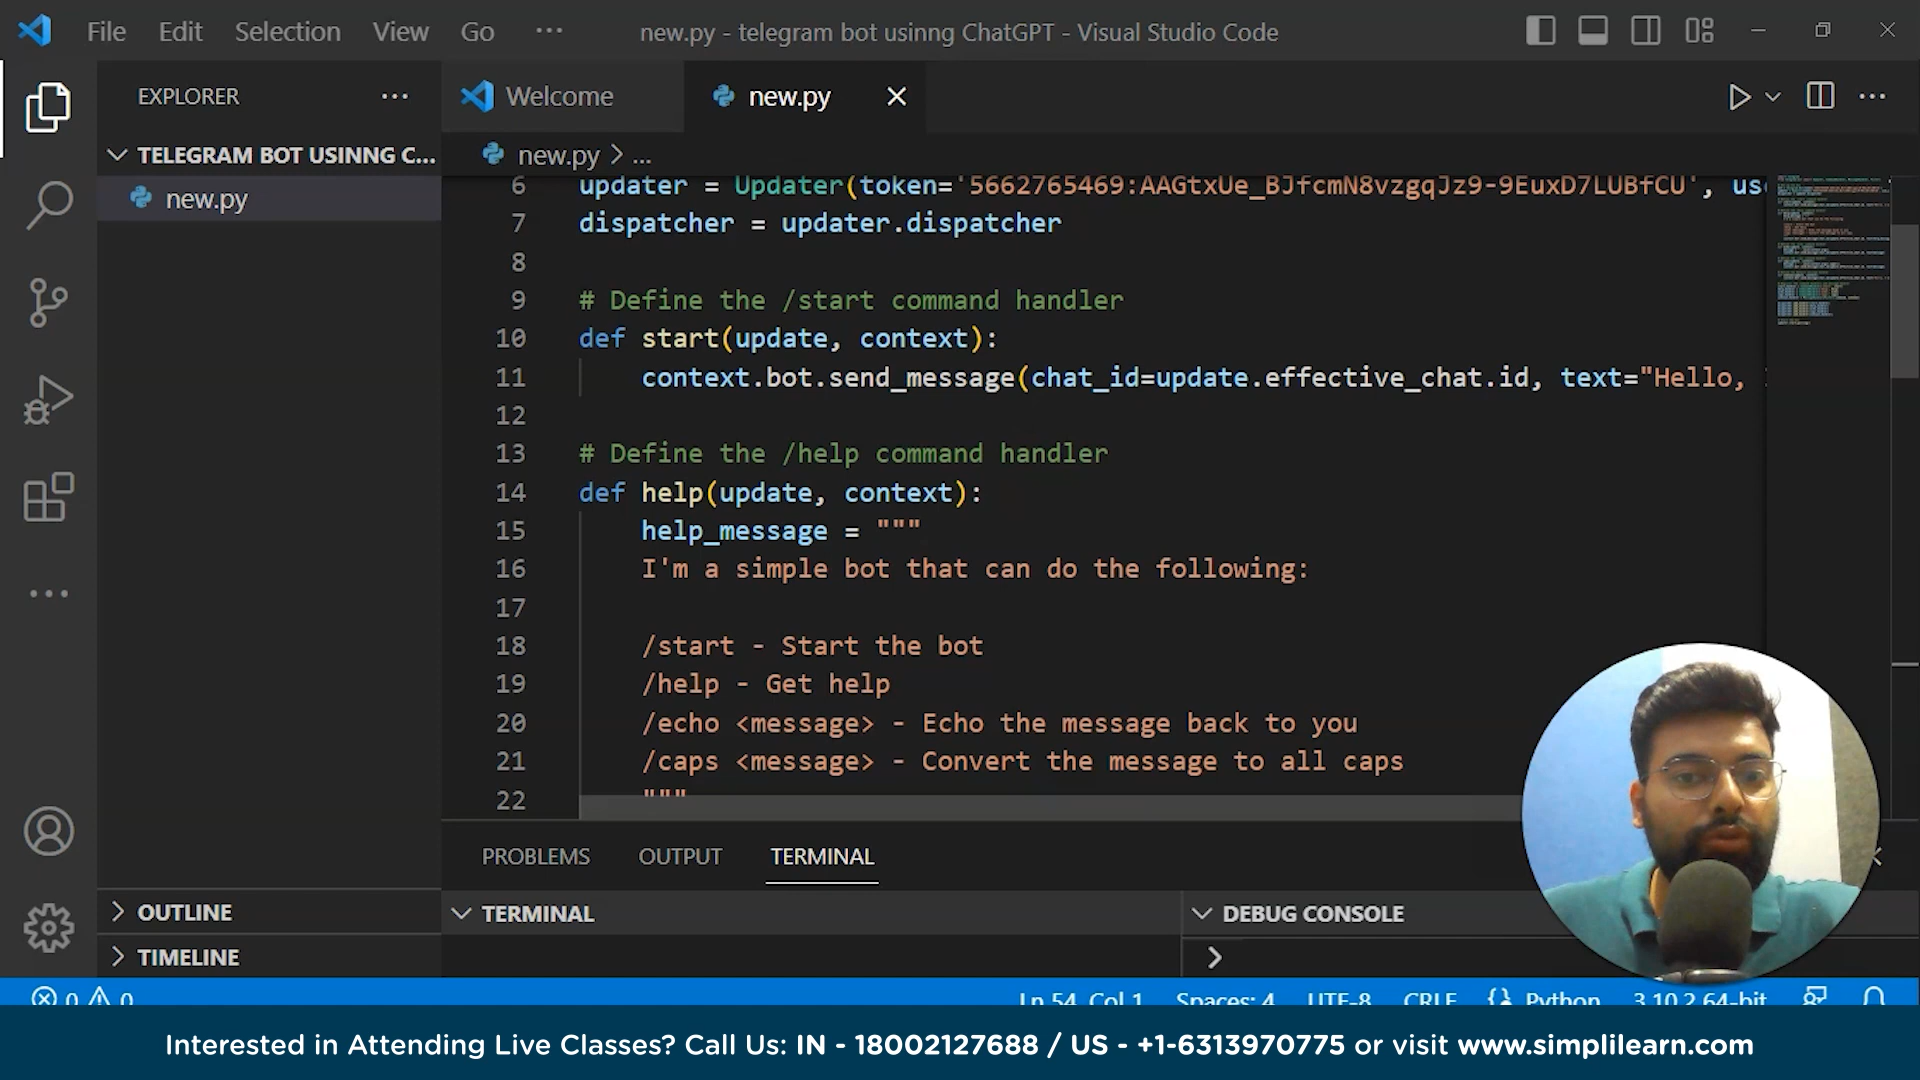 File Edit Selection View Go ... new.py - telegram bot usinng ChatGPT - Visual Studio Code
EXPLORER
Welcome
new.py
TELEGRAM BOT USINNG C...
new.py > ...
new.py
6 updater = Updater(token='5662765469:AAGtxUe_BJfcmN8vzgqJz9-9EuxD7LUBfCU', us
7 dispatcher = updater.dispatcher
8
9 # Define the /start command handler
10 def start(update, context):
11 context.bot.send_message(chat_id=update.effective_chat.id, text="Hello,
12
13 # Define the /help command handler
14 def help(update, context):
15 help_message = """
16 I'm a simple bot that can do the following:
17
18 /start - Start the bot
19 /help - Get help
20 /echo <message> - Echo the message back to you
21 /caps <message> - Convert the message to all caps
22 """
PROBLEMS OUTPUT TERMINAL
OUTLINE
TERMINAL
DEBUG CONSOLE
TIMELINE
0 0 Ln 54, Col 1 Spaces: 4 UTF-8 CRLF Python 3.10.2 64-bit
Interested in Attending Live Classes? Call Us: IN - 18002127688 / US - +1-6313970775 or visit www.simplilearn.com